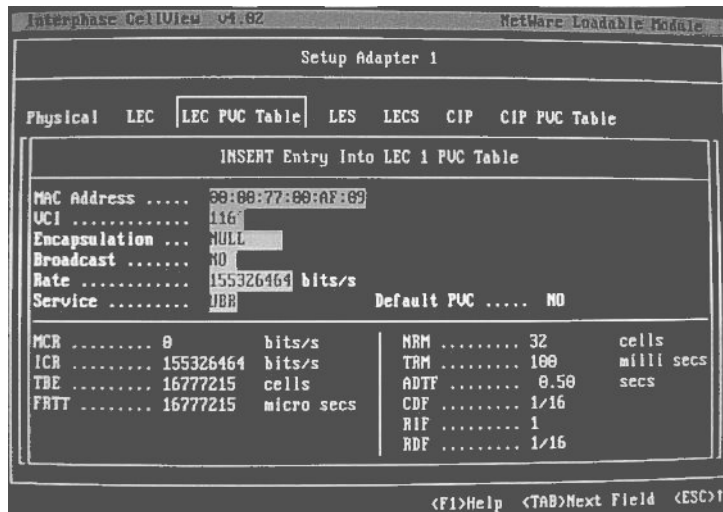 Interphase CellView v4.02 NetWare Loadable Module
Setup Adapter 1
Physical LEC LEC PVC Table LES LECS CIP CIP PVC Table
INSERT Entry Into LEC 1 PVC Table
MAC Address ..... 00:00:77:80:AF:09
VCI ............. 116
Encapsulation ... NULL
Broadcast ....... NO
Rate ............ 155326464 bits/s
Service ......... UBR Default PVC ..... NO
MCR ......... 0 bits/s NRM ......... 32 cells
ICR ......... 155326464 bits/s TRM ......... 100 milli secs
TBE ......... 16777215 cells ADTF ........ 0.50 secs
FRTT ........ 16777215 micro secs CDF ......... 1/16
RIF ......... 1
RDF ......... 1/16
<F1>Help <TAB>Next Field <ESC>